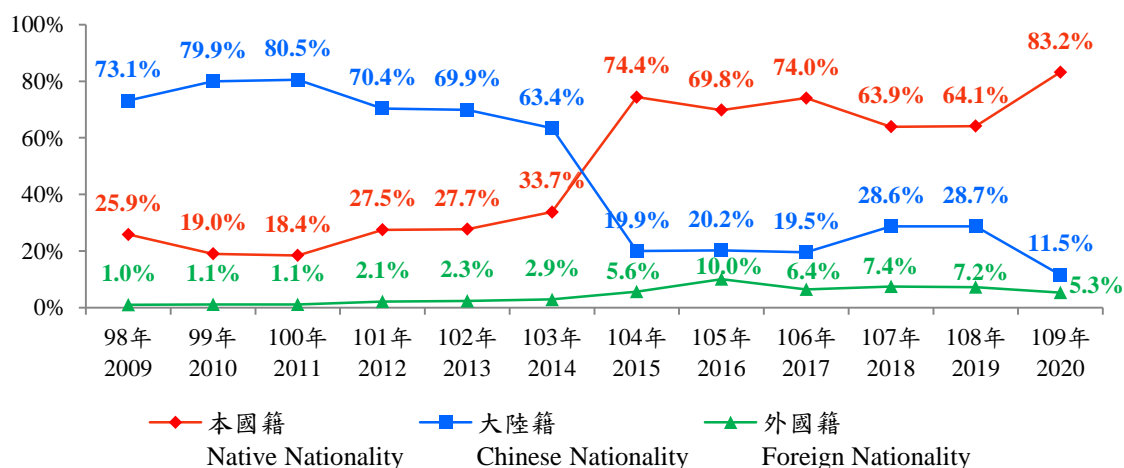 100%
80%
60%
40%
20%
0%
73.1% 79.9% 80.5% 70.4% 69.9% 63.4% 19.9% 20.2% 19.5% 28.6% 28.7% 11.5%
25.9% 19.0% 18.4% 27.5% 27.7% 33.7% 74.4% 69.8% 74.0% 63.9% 64.1% 83.2%
1.0% 1.1% 1.1% 2.1% 2.3% 2.9% 5.6% 10.0% 6.4% 7.4% 7.2% 5.3%
98年 99年 100年 101年 102年 103年 104年 105年 106年 107年 108年 109年
2009 2010 2011 2012 2013 2014 2015 2016 2017 2018 2019 2020
本國籍 大陸籍 外國籍
Native Nationality Chinese Nationality Foreign Nationality